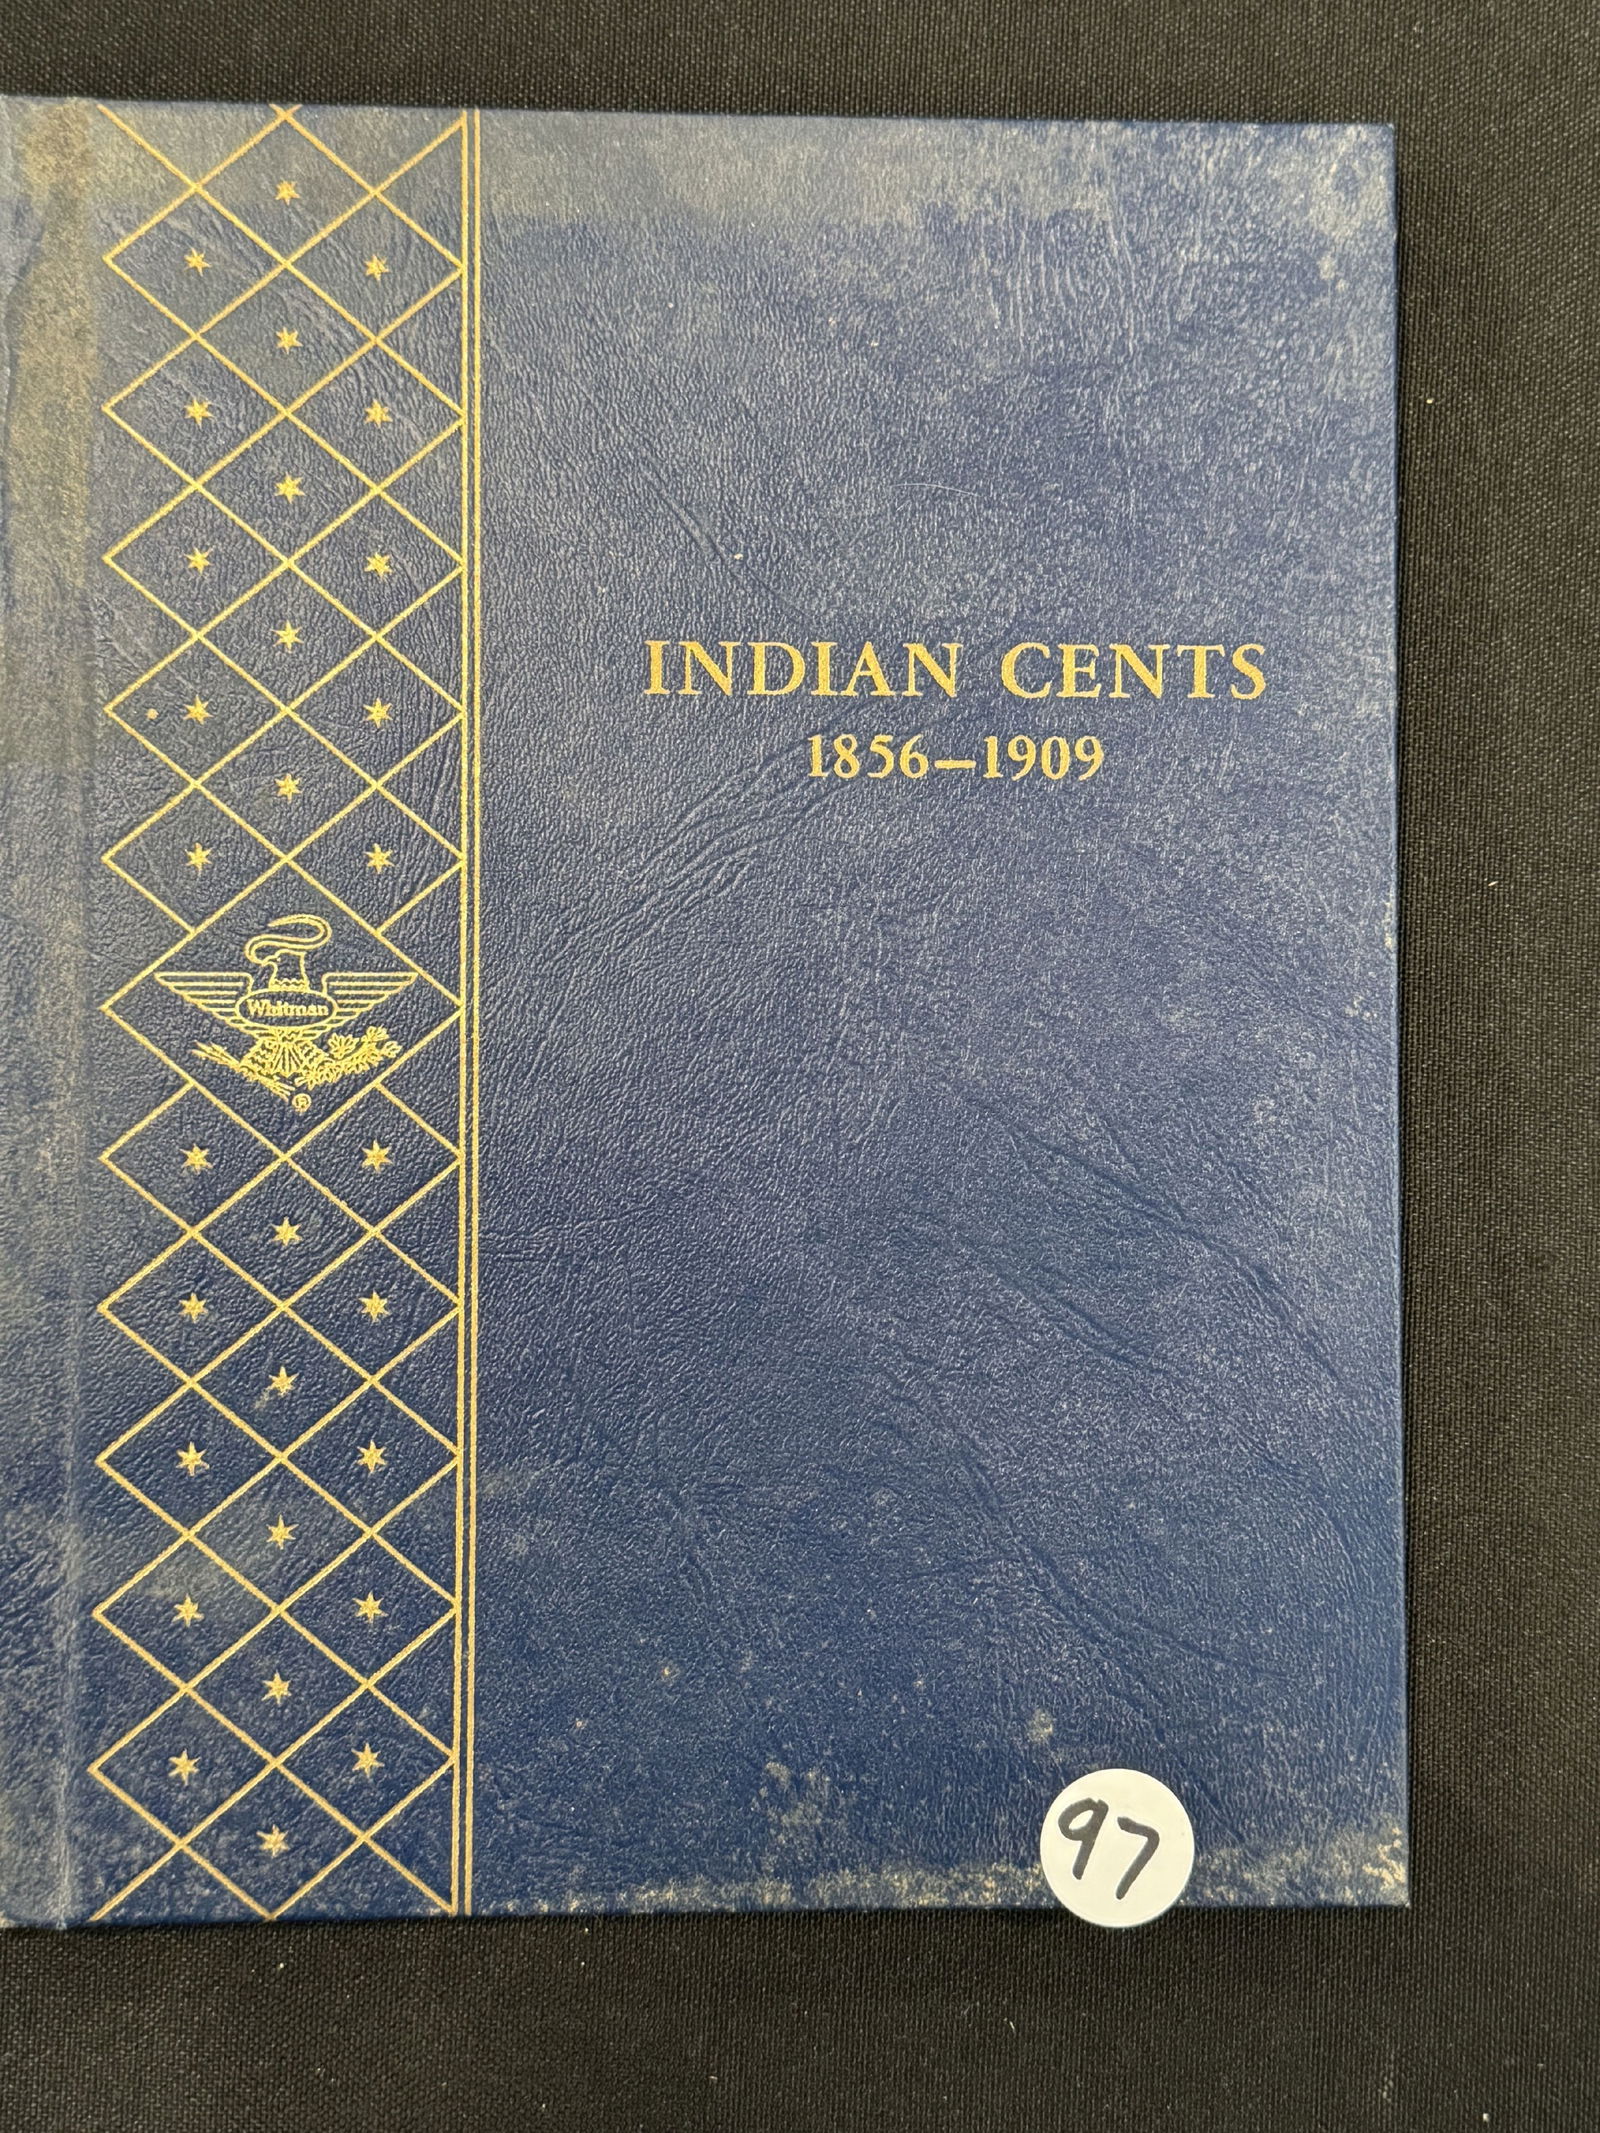 INDIAN CENTS
1856–1909
Whitman
®
97